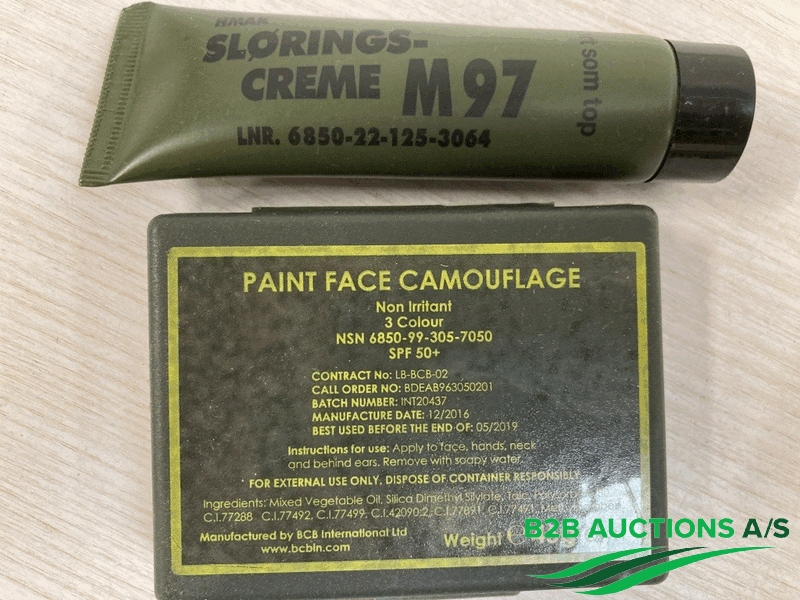 HMAK
SLØRINGS-
CREME M97
LNR. 6850-22-125-3064
t som top
PAINT FACE CAMOUFLAGE
Non Irritant
3 Colour
NSN 6850-99-305-7050
SPF 50+
CONTRACT No: LB-BCB-02
CALL ORDER NO: BDEAB963050201
BATCH NUMBER: INT20437
MANUFACTURE DATE: 12/2016
BEST USED BEFORE THE END OF: 05/2019
Instructions for use: Apply to face, hands, neck
and behind ears. Remove with soapy water.
FOR EXTERNAL USE ONLY, DISPOSE OF CONTAINER RESPONSIBLY
Ingredients: Mixed Vegetable Oil, Silica Dimethyl Silylate, Talc,
C.I.77288 C.I.77492, C.I.77499, C.I.42090:2, C.I.77891, C.I.77491,
Manufactured by BCB International Ltd
www.bcbin.com
Weight
B2B AUCTIONS A/S